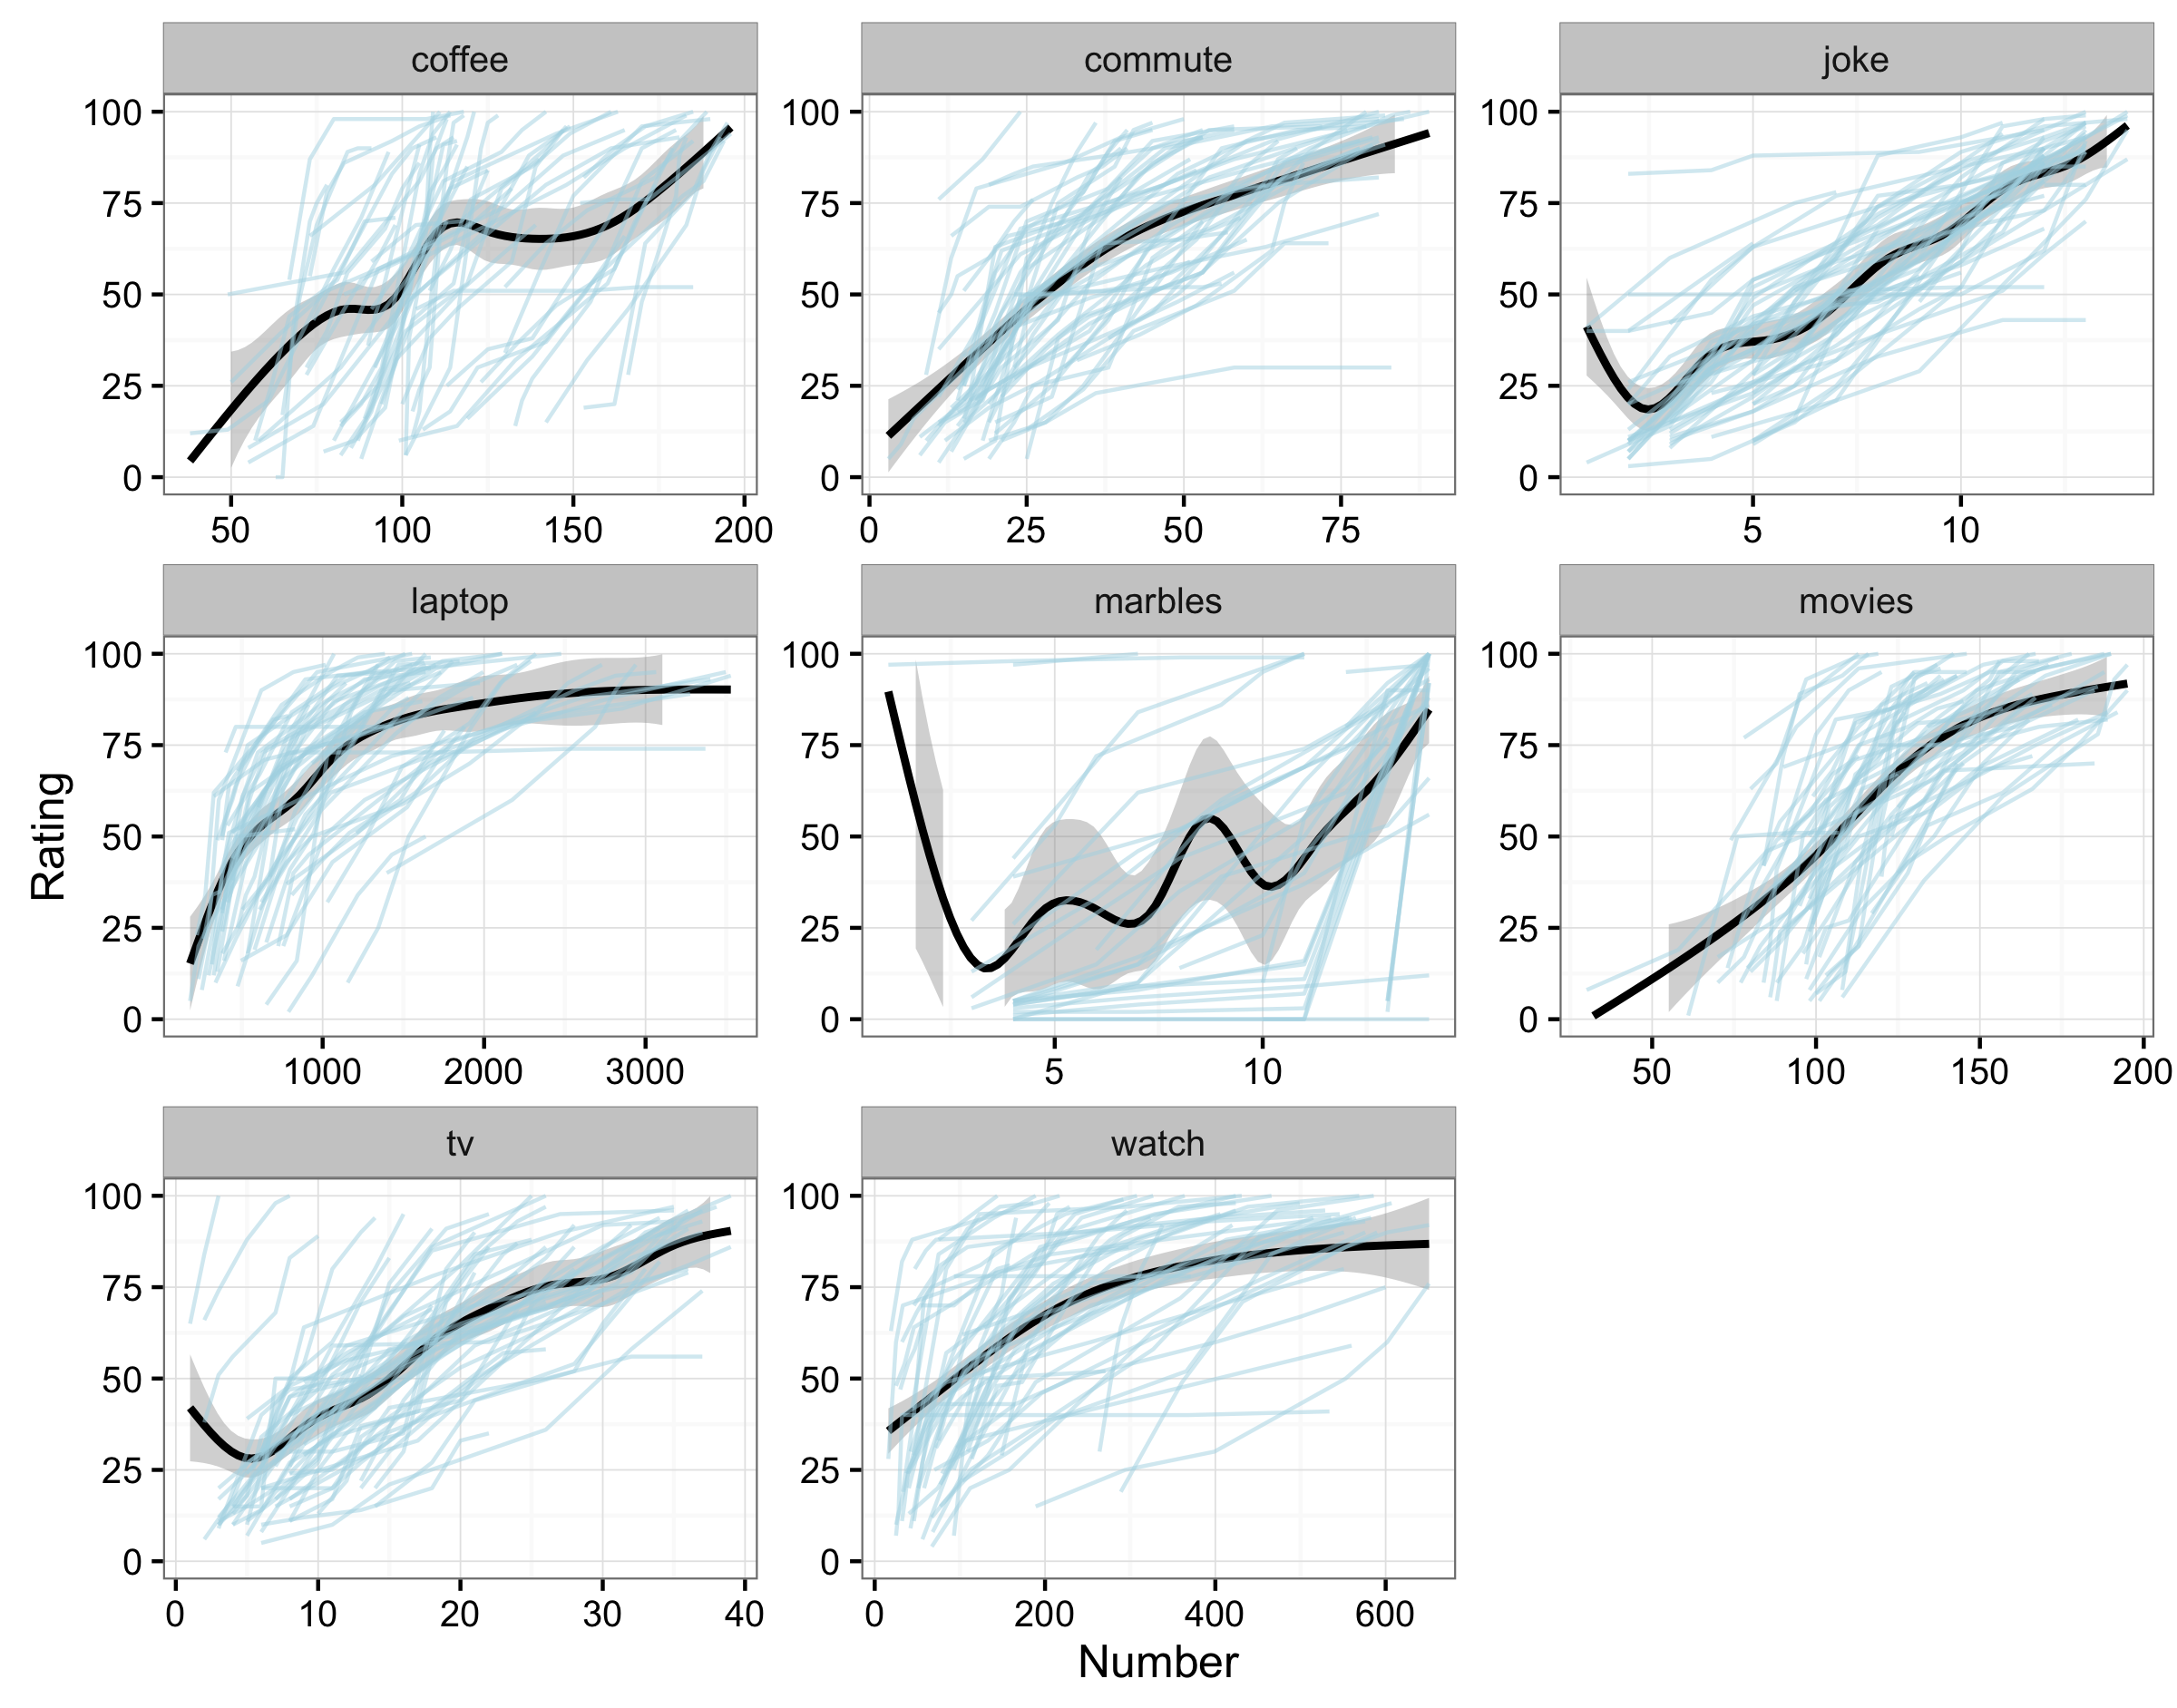 coffee commute joke
100 100 100
75 75 75
50 50 50
25 25 25
0 0 0
50 100 150 200 0 25 50 75 5 10
laptop marbles movies
100 100 100
75 75 75
50 50 50
25 25 25
0 0 0
1000 2000 3000 5 10 50 100 150 200
Rating
tv watch
100 100
75 75
50 50
25 25
0 0
0 10 20 30 40 0 200 400 600
Number